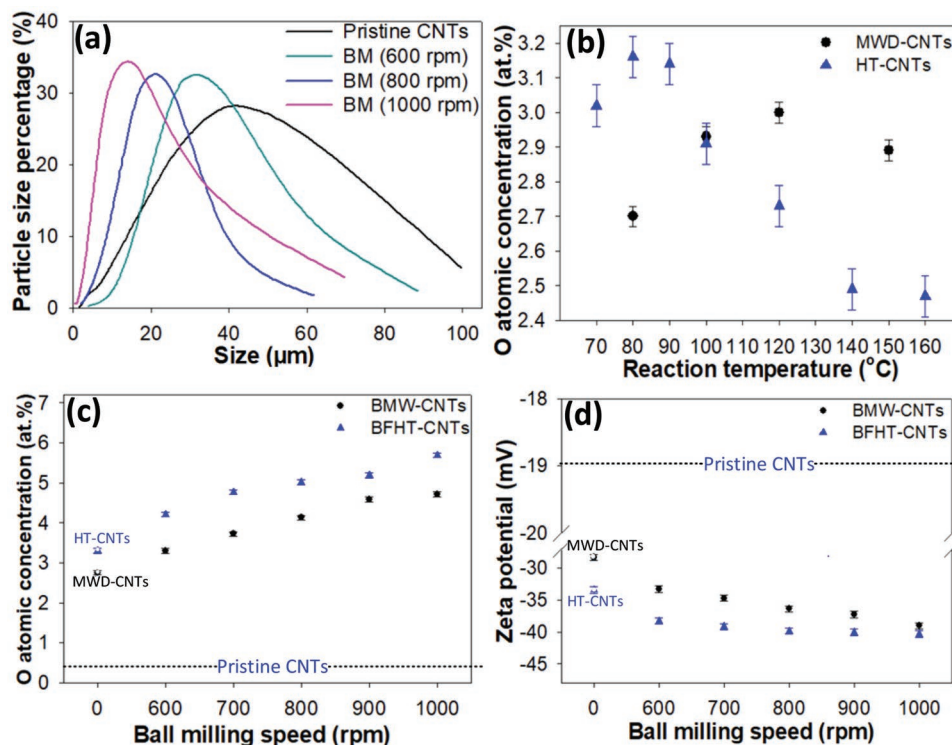 (a)
Pristine CNTs
BM (600 rpm)
BM (800 rpm)
BM (1000 rpm)
Particle size percentage (%)
40
30
20
10
0
0 20 40 60 80 100
Size (µm)
(b)
MWD-CNTs
HT-CNTs
O atomic concentration (at.%)
3.2
3.1
3.0
2.9
2.8
2.7
2.6
2.5
2.4
70 80 90 100 110 120 130 140 150 160
Reaction temperature (°C)
(c)
BMW-CNTs
BFHT-CNTs
O atomic concentration (at.%)
7
6
5
4
3
2
1
0
HT-CNTs
MWD-CNTs
Pristine CNTs
0 600 700 800 900 1000
Ball milling speed (rpm)
(d)
BMW-CNTs
BFHT-CNTs
Zeta potential (mV)
-18
-19
-20
-30
-35
-40
-45
Pristine CNTs
MWD-CNTs
HT-CNTs
0 600 700 800 900 1000
Ball milling speed (rpm)